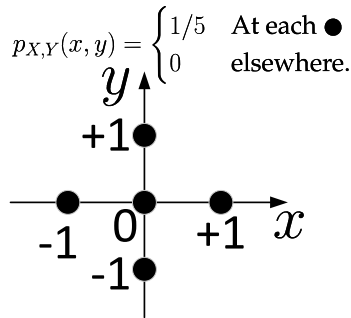 p_{X,Y}(x, y) = { 1/5 At each ●
0 elsewhere.
y
+1
-1 0 +1 x
-1